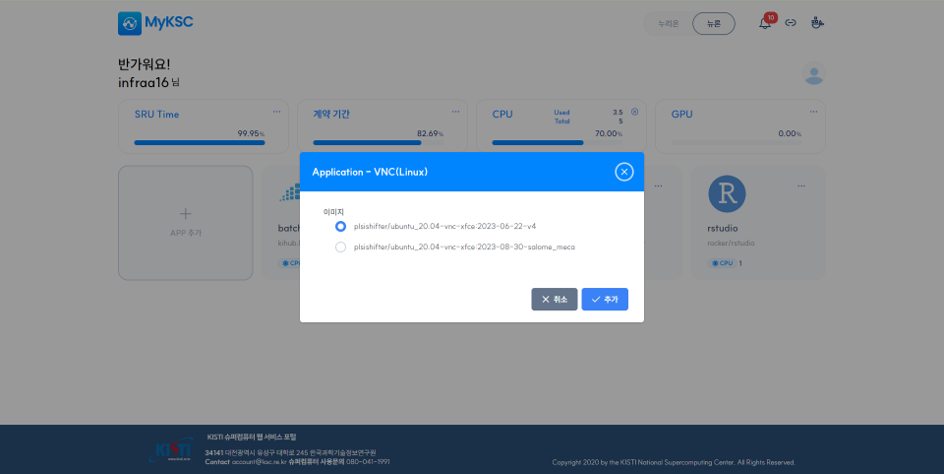 MyKSC
누리온 뉴론 10
반가워요!
infraa16 님
SRU Time
99.95%
계약 기간
82.69%
CPU Used 3.5
Total 5
70.00%
GPU
0.00%
APP 추가
batch
kihub.
CPU
R
rstudio
rocker/rstudio
CPU 1
Application - VNC(Linux)
이미지
plsishifter/ubuntu_20.04-vnc-xfce:2023-06-22-v4
plsishifter/ubuntu_20.04-vnc-xfce:2023-08-30-salome_meca
취소 추가
KISTI
KISTI 슈퍼컴퓨터 웹 서비스 포털
34141 대전광역시 유성구 대학로 245 한국과학기술정보연구원
Contact account@ksc.re.kr 슈퍼컴퓨터 사용문의 080-041-1991
Copyright 2020 by the KISTI National Supercomputing Center. All Rights Reserved.